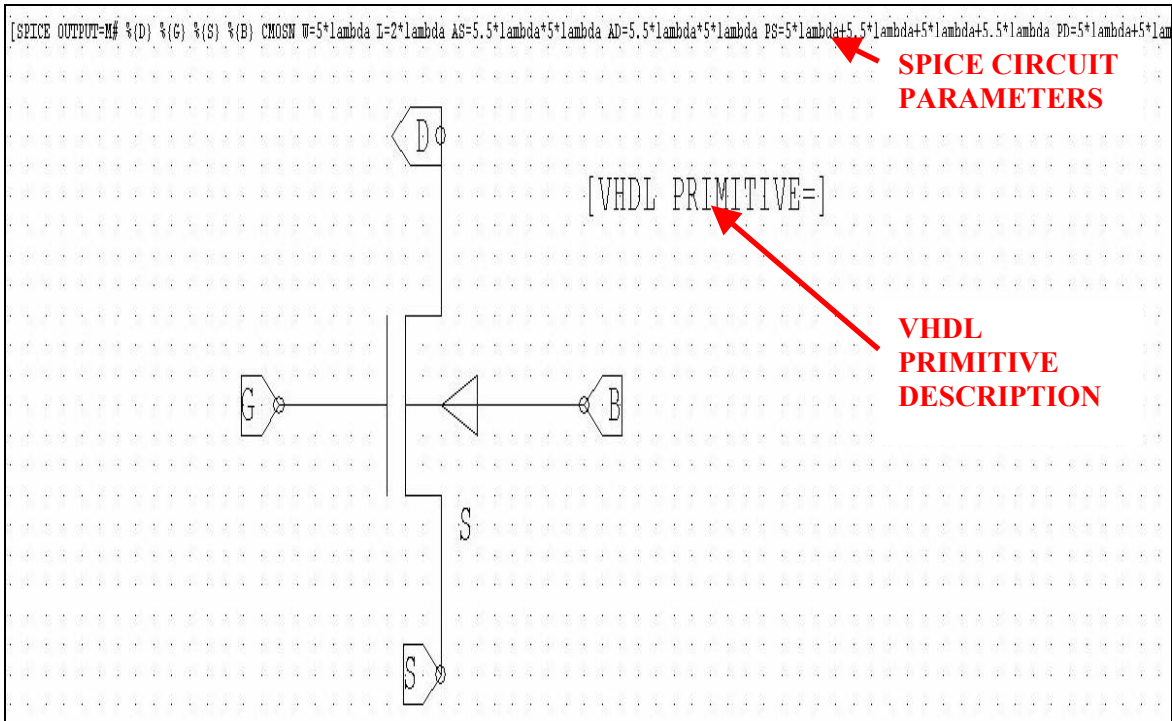 [SPICE OUTPUT=M# %{D} %{G} %{S} %{B} CMOSN W=5*lambda L=2*lambda AS=5.5*lambda*5*lambda AD=5.5*lambda*5*lambda PS=5*lambda+5.5*lambda+5*lambda+5.5*lambda PD=5*lambda+5*lam
SPICE CIRCUIT
PARAMETERS
D
[VHDL PRIMITIVE=]
VHDL
PRIMITIVE
DESCRIPTION
G
B
S
S